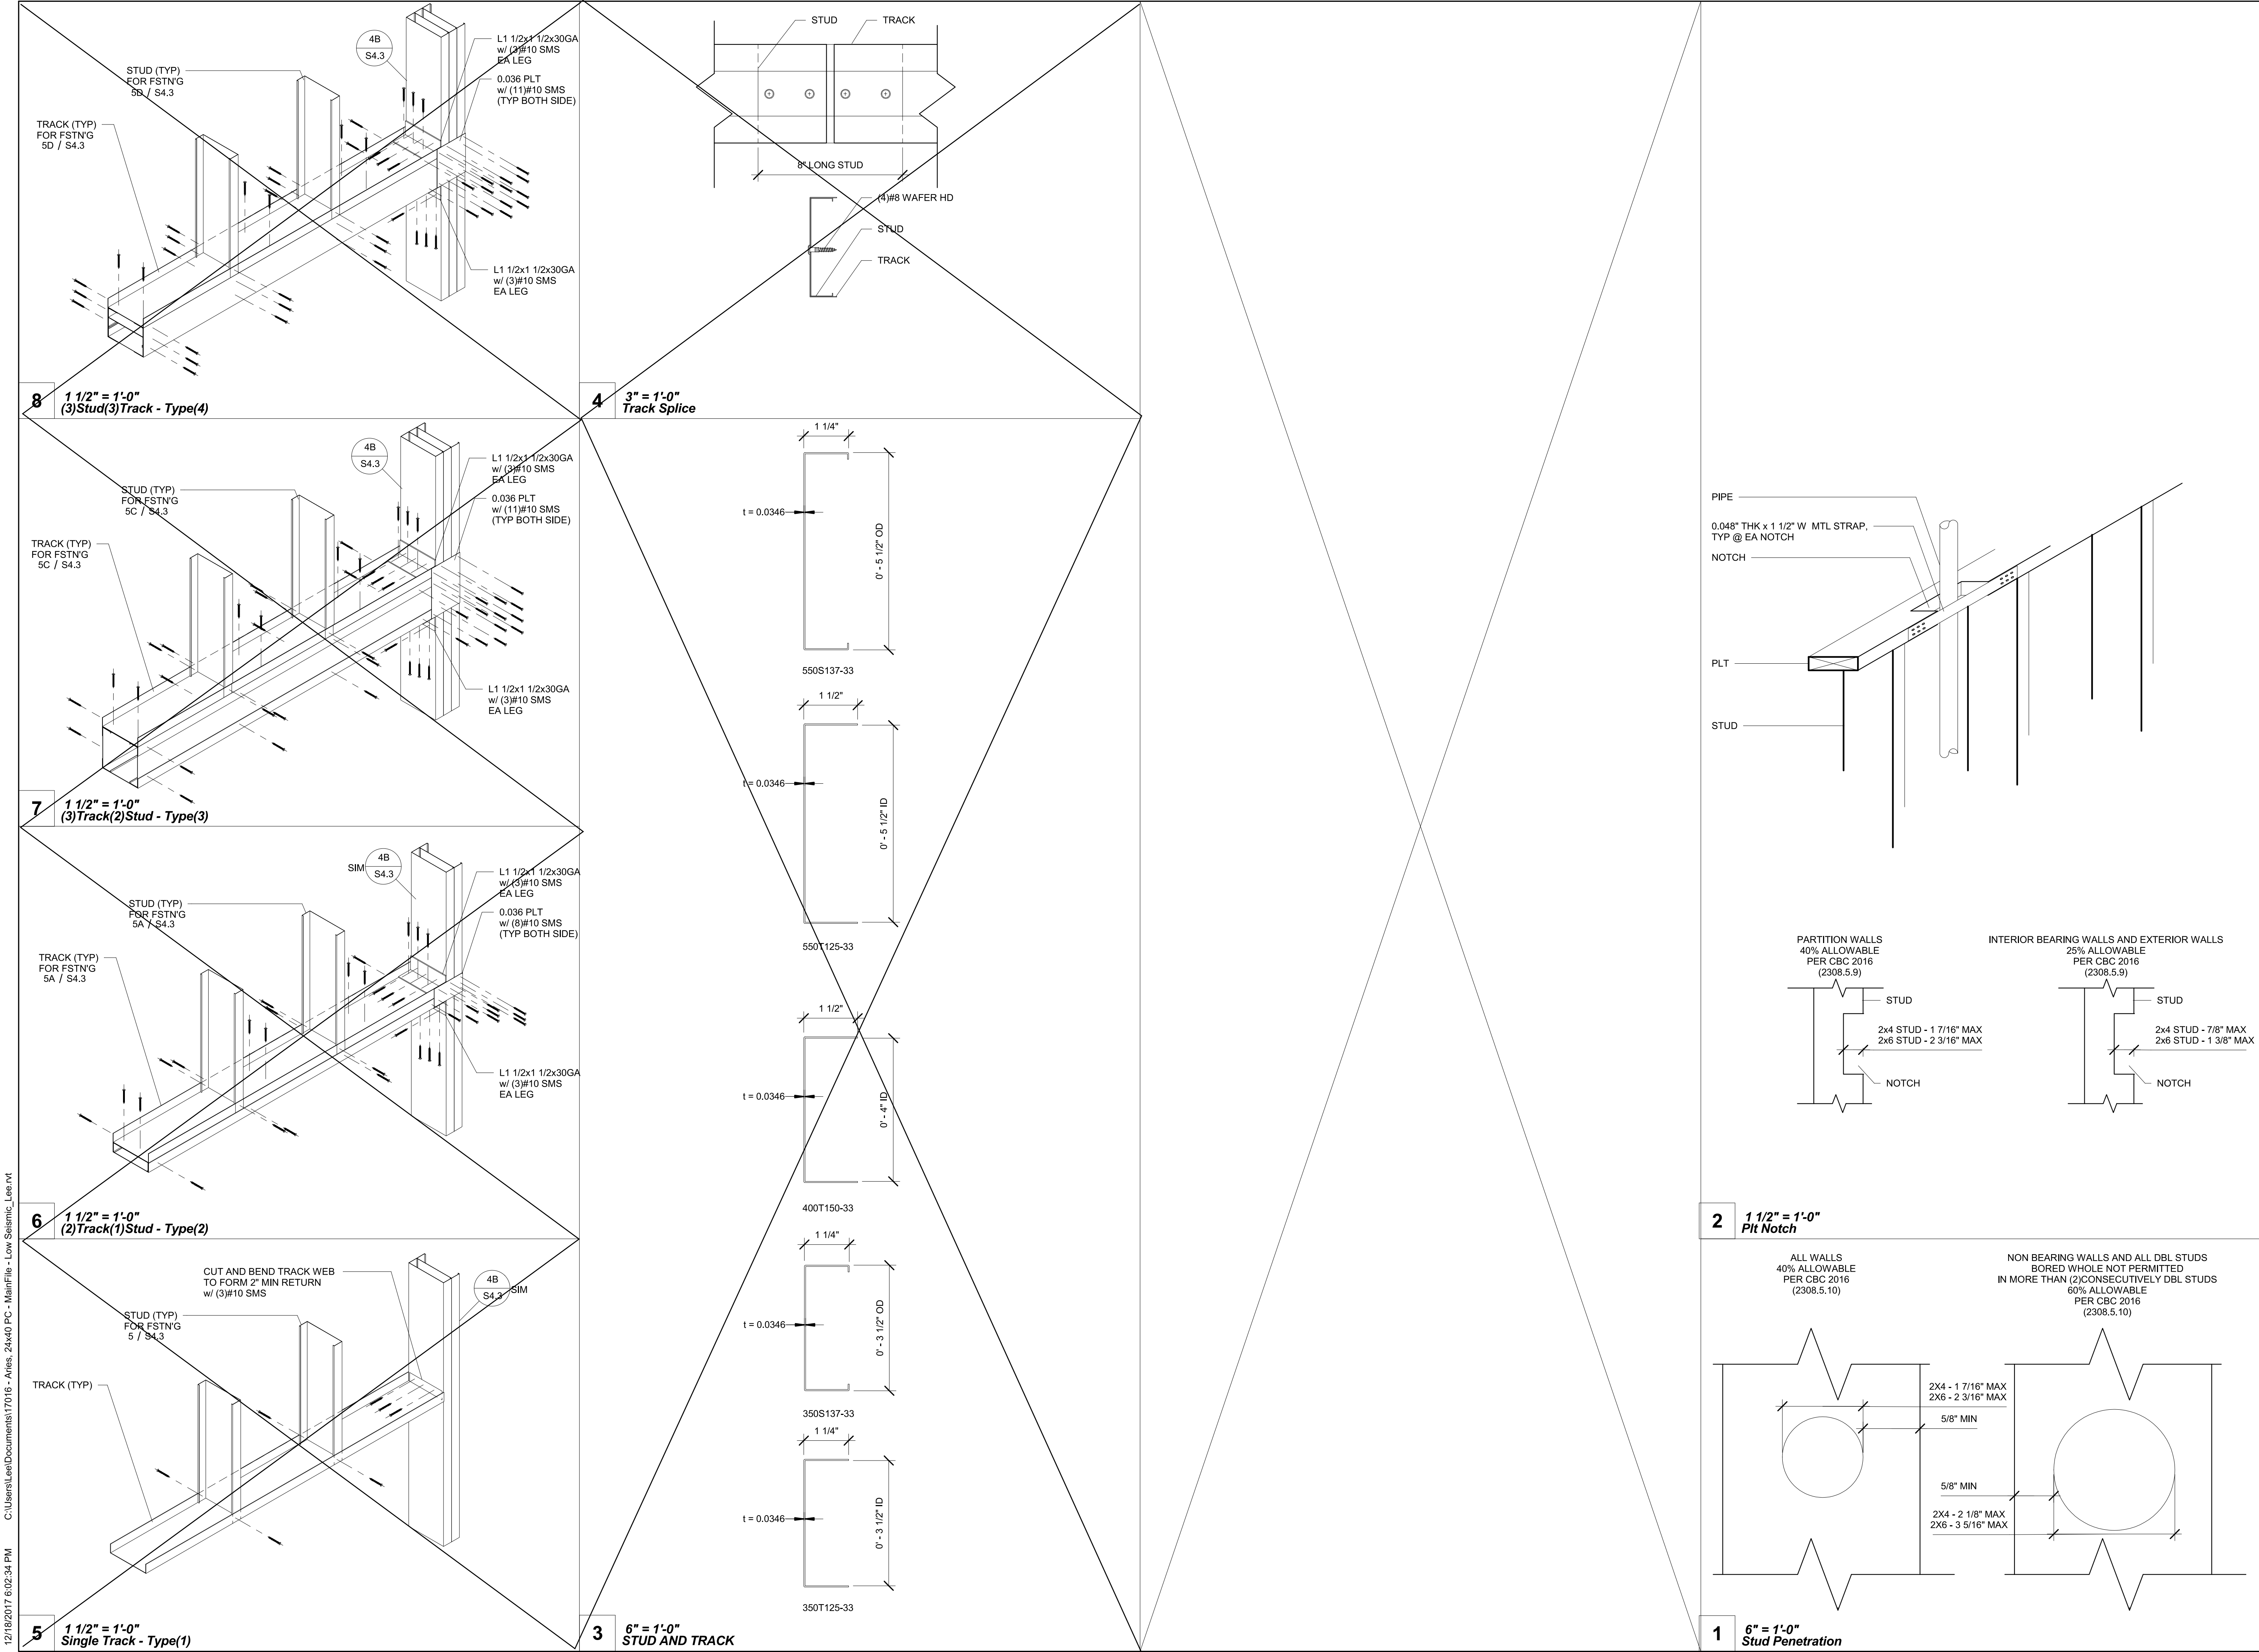 4B
S4.3
L1 1/2x1 1/2x30GA
w/ (3)#10 SMS
EA LEG
STUD (TYP)
FOR FSTN'G
5D / S4.3
0.036 PLT
w/ (11)#10 SMS
(TYP BOTH SIDE)
TRACK (TYP)
FOR FSTN'G
5D / S4.3
L1 1/2x1 1/2x30GA
w/ (3)#10 SMS
EA LEG
8
1 1/2" = 1'-0"
(3)Stud(3)Track - Type(4)
STUD
TRACK
8" LONG STUD
(4)#8 WAFER HD
STUD
TRACK
4
3" = 1'-0"
Track Splice
4B
S4.3
L1 1/2x1 1/2x30GA
w/ (3)#10 SMS
EA LEG
STUD (TYP)
FOR FSTN'G
5C / S4.3
0.036 PLT
w/ (11)#10 SMS
(TYP BOTH SIDE)
TRACK (TYP)
FOR FSTN'G
5C / S4.3
L1 1/2x1 1/2x30GA
w/ (3)#10 SMS
EA LEG
7
1 1/2" = 1'-0"
(3)Track(2)Stud - Type(3)
SIM
4B
S4.3
L1 1/2x1 1/2x30GA
w/ (3)#10 SMS
EA LEG
STUD (TYP)
FOR FSTN'G
5A / S4.3
0.036 PLT
w/ (8)#10 SMS
(TYP BOTH SIDE)
TRACK (TYP)
FOR FSTN'G
5A / S4.3
L1 1/2x1 1/2x30GA
w/ (3)#10 SMS
EA LEG
6
1 1/2" = 1'-0"
(2)Track(1)Stud - Type(2)
CUT AND BEND TRACK WEB
TO FORM 2" MIN RETURN
w/ (3)#10 SMS
4B
S4.3
SIM
STUD (TYP)
FOR FSTN'G
5 / S4.3
TRACK (TYP)
5
1 1/2" = 1'-0"
Single Track - Type(1)
1 1/4"
t = 0.0346
0' - 5 1/2" OD
550S137-33
1 1/2"
t = 0.0346
0' - 5 1/2" ID
550T125-33
1 1/2"
t = 0.0346
0' - 4" ID
400T150-33
1 1/4"
t = 0.0346
0' - 3 1/2" OD
350S137-33
1 1/4"
t = 0.0346
0' - 3 1/2" ID
350T125-33
3
6" = 1'-0"
STUD AND TRACK
PIPE
0.048" THK x 1 1/2" W MTL STRAP,
TYP @ EA NOTCH
NOTCH
PLT
STUD
PARTITION WALLS
40% ALLOWABLE
PER CBC 2016
(2308.5.9)
STUD
2x4 STUD - 1 7/16" MAX
2x6 STUD - 2 3/16" MAX
NOTCH
INTERIOR BEARING WALLS AND EXTERIOR WALLS
25% ALLOWABLE
PER CBC 2016
(2308.5.9)
STUD
2x4 STUD - 7/8" MAX
2x6 STUD - 1 3/8" MAX
NOTCH
2
1 1/2" = 1'-0"
Plt Notch
ALL WALLS
40% ALLOWABLE
PER CBC 2016
(2308.5.10)
NON BEARING WALLS AND ALL DBL STUDS
BORED WHOLE NOT PERMITTED
IN MORE THAN (2)CONSECUTIVELY DBL STUDS
60% ALLOWABLE
PER CBC 2016
(2308.5.10)
2X4 - 1 7/16" MAX
2X6 - 2 3/16" MAX
5/8" MIN
5/8" MIN
2X4 - 2 1/8" MAX
2X6 - 3 5/16" MAX
1
6" = 1'-0"
Stud Penetration
12/18/2017 6:02:34 PM C:\Users\Lee\Documents\17016 - Aries, 24x40 PC - MainFile - Low Seismic_Lee.rvt